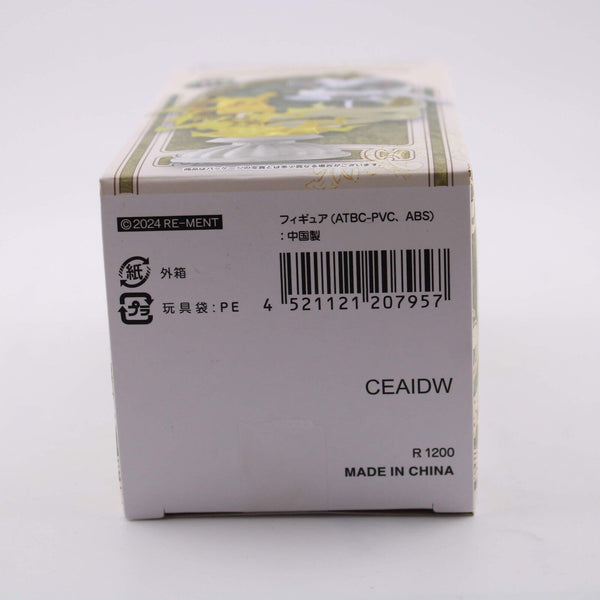 ©2024 RE-MENT
フィギュア(ATBC-PVC、ABS)
:中国製
紙 外箱
プラ 玩具袋:PE
4 521121 207957
CEAIDW
R 1200
MADE IN CHINA